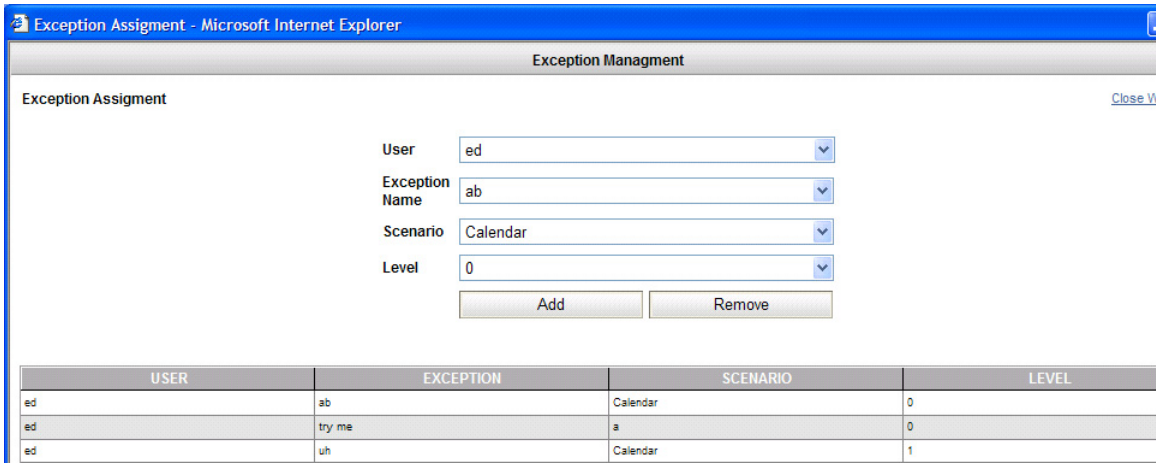 Exception Assigment - Microsoft Internet Explorer
Exception Managment
Exception Assigment
Close W
User ed
Exception Name ab
Scenario Calendar
Level 0
Add Remove
USER EXCEPTION SCENARIO LEVEL
ed ab Calendar 0
ed try me a 0
ed uh Calendar 1